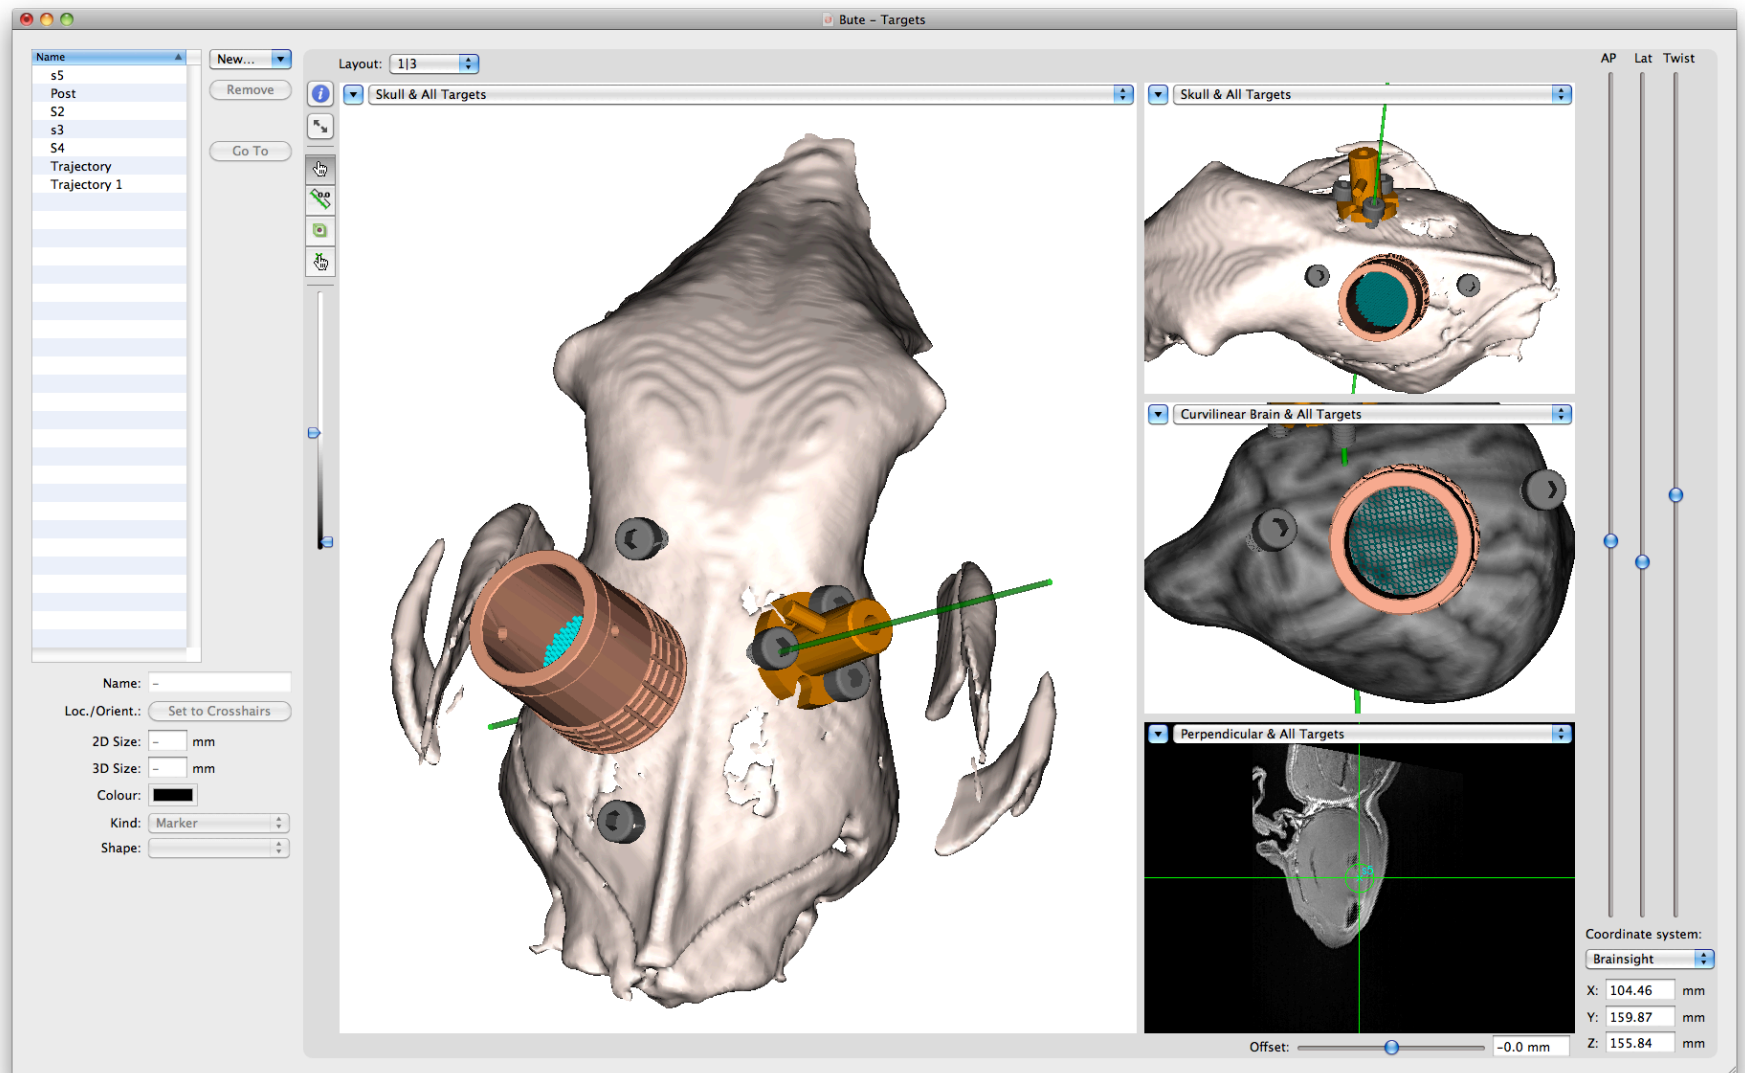 Bute – Targets
Name
s5
Post
S2
s3
S4
Trajectory
Trajectory 1
New...
Remove
Go To
Name: –
Loc./Orient.: Set to Crosshairs
2D Size: – mm
3D Size: – mm
Colour:
Kind: Marker
Shape:
Layout: 1|3
Skull & All Targets
Skull & All Targets
Curvilinear Brain & All Targets
Perpendicular & All Targets
Offset: -0.0 mm
AP Lat Twist
Coordinate system:
Brainsight
X: 104.46 mm
Y: 159.87 mm
Z: 155.84 mm